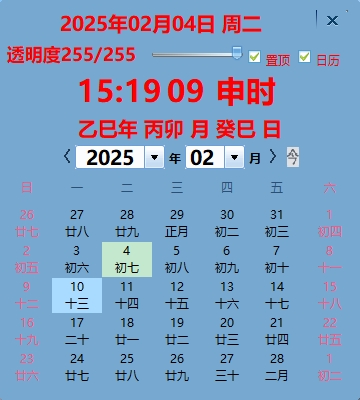 2025年02月04日 周二
透明度255/255 置顶 日历
15:19 09 申时
乙巳年 丙卯 月 癸巳 日
2025 年 02 月 今
日 一 二 三 四 五 六
26 27 28 29 30 31 1
廿七 廿八 廿九 正月 初二 初三 初四
2 3 4 5 6 7 8
初五 初六 初七 初八 初九 初十 十一
9 10 11 12 13 14 15
十二 十三 十四 十五 十六 十七 十八
16 17 18 19 20 21 22
十九 二十 廿一 廿二 廿三 廿四 廿五
23 24 25 26 27 28 1
廿六 廿七 廿八 廿九 三十 二月 初二